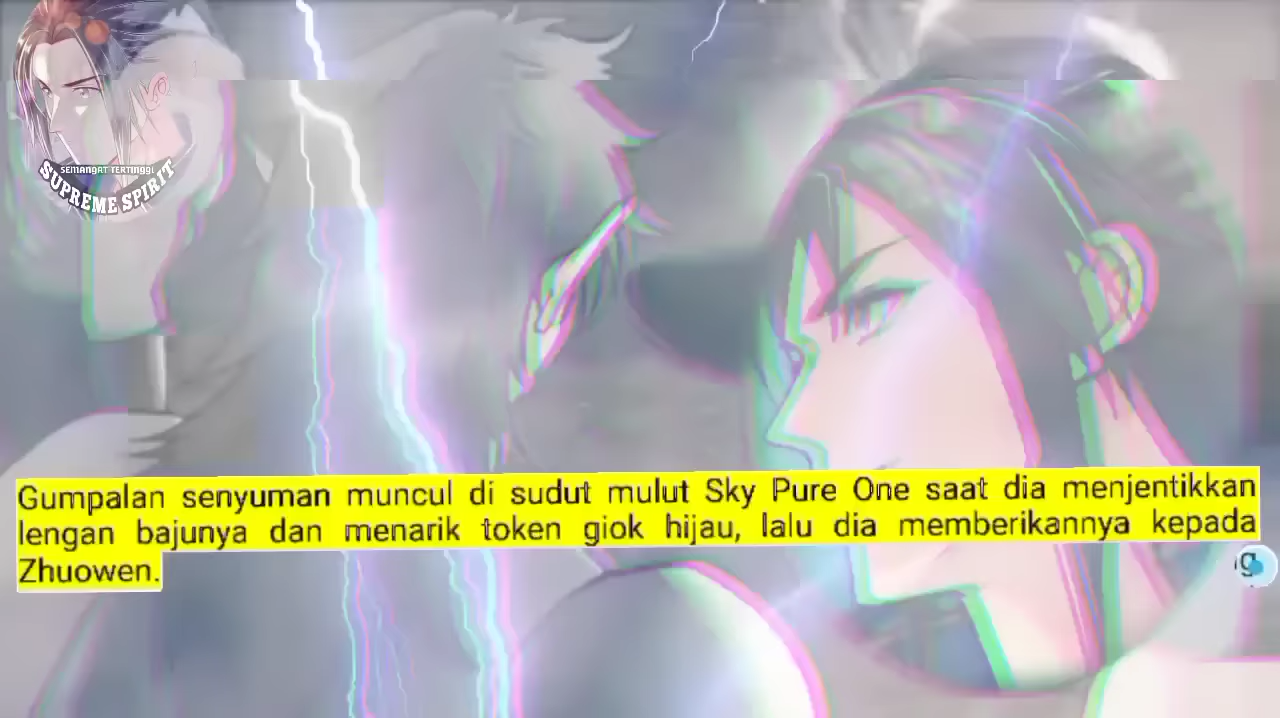 SEMANGAT TERTINGGI
SUPREME SPIRIT
Gumpalan senyuman muncul di sudut mulut Sky Pure One saat dia menjentikkan
lengan bajunya dan menarik token giok hijau, lalu dia memberikannya kepada
Zhuowen.
g